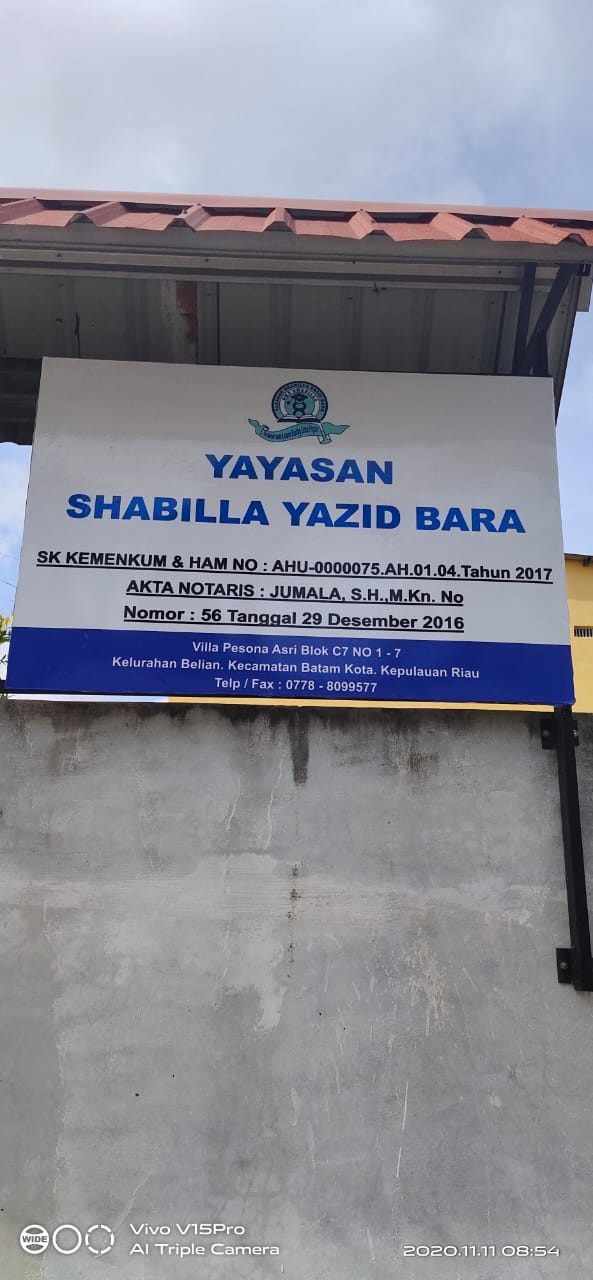 YAYASAN
SHABILLA YAZID BARA
SK KEMENKUM & HAM NO : AHU-0000075.AH.01.04.Tahun 2017
AKTA NOTARIS : JUMALA, S.H.,M.Kn. No
Nomor : 56 Tanggal 29 Desember 2016
Villa Pesona Asri Blok C7 NO 1 - 7
Kelurahan Belian. Kecamatan Batam Kota. Kepulauan Riau
Telp / Fax : 0778 - 8099577
WIDE
Vivo V15Pro
AI Triple Camera
2020.11.11 08:54